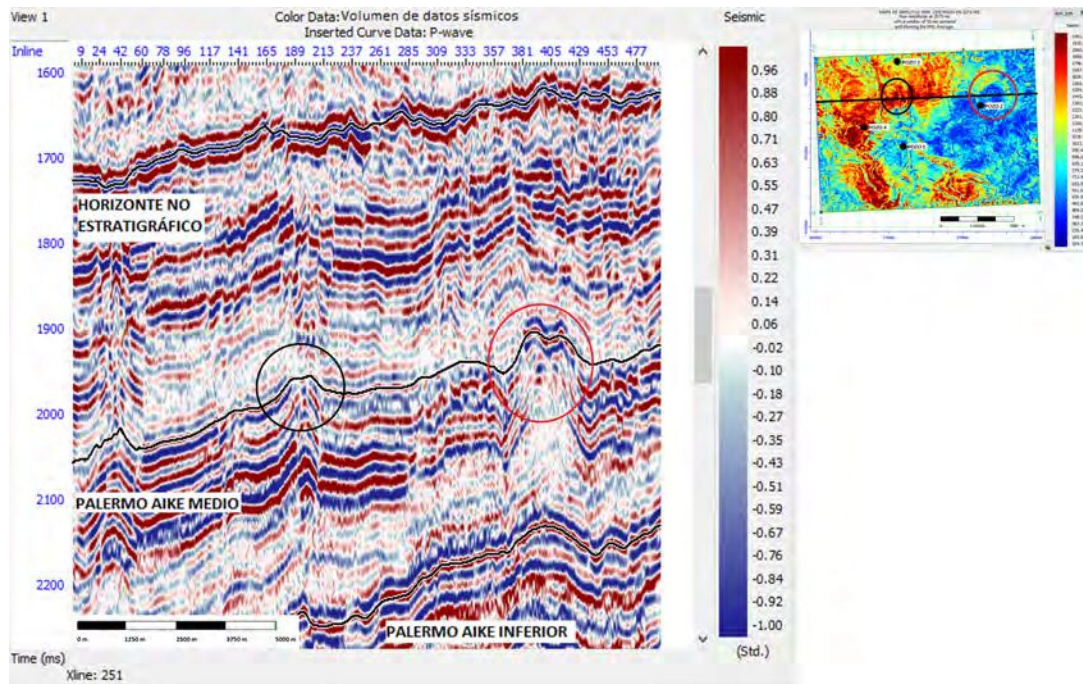 View 1
Color Data: Volumen de datos sísmicos
Inserted Curve Data: P-wave
Seismic
Inline 9 24 42 60 78 96 117 141 165 189 213 237 261 285 309 333 357 381 405 429 453 477
1600
1700
1800
1900
2000
2100
2200
HORIZONTE NO
ESTRATIGRÁFICO
PALERMO AIKE MEDIO
PALERMO AIKE INFERIOR
0 m 1250 m 2500 m 3750 m 5000 m
Time (ms)
Xline: 251
0.96
0.88
0.80
0.71
0.63
0.55
0.47
0.39
0.31
0.22
0.14
0.06
-0.02
-0.10
-0.18
-0.27
-0.35
-0.43
-0.51
-0.59
-0.67
-0.76
-0.84
-0.92
-1.00
(Std.)